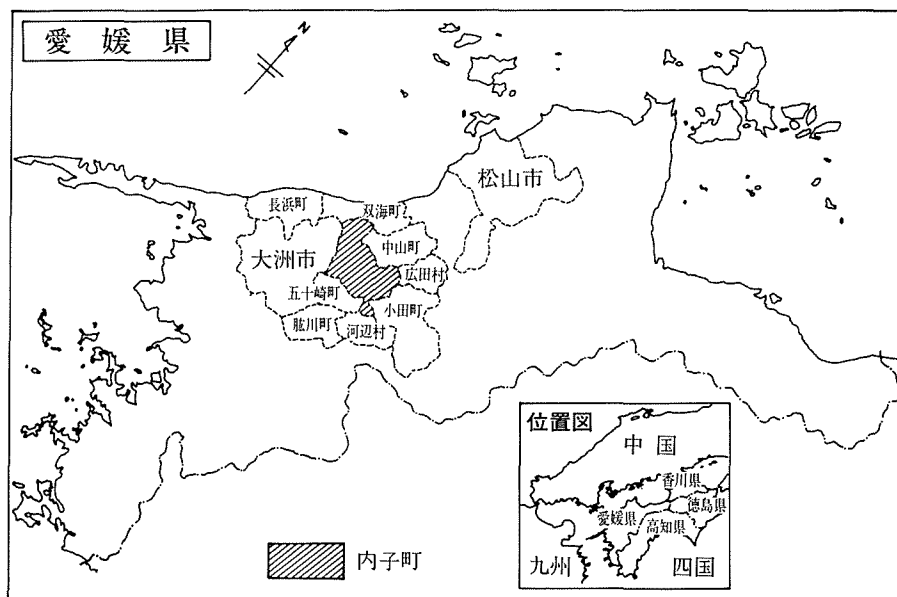 愛媛県
N
松山市
長浜町
双海町
中山町
大洲市
広田村
五十崎町
小田町
肱川町
河辺村
位置図
中国
香川県
徳島県
愛媛県
高知県
九州
四国
内子町